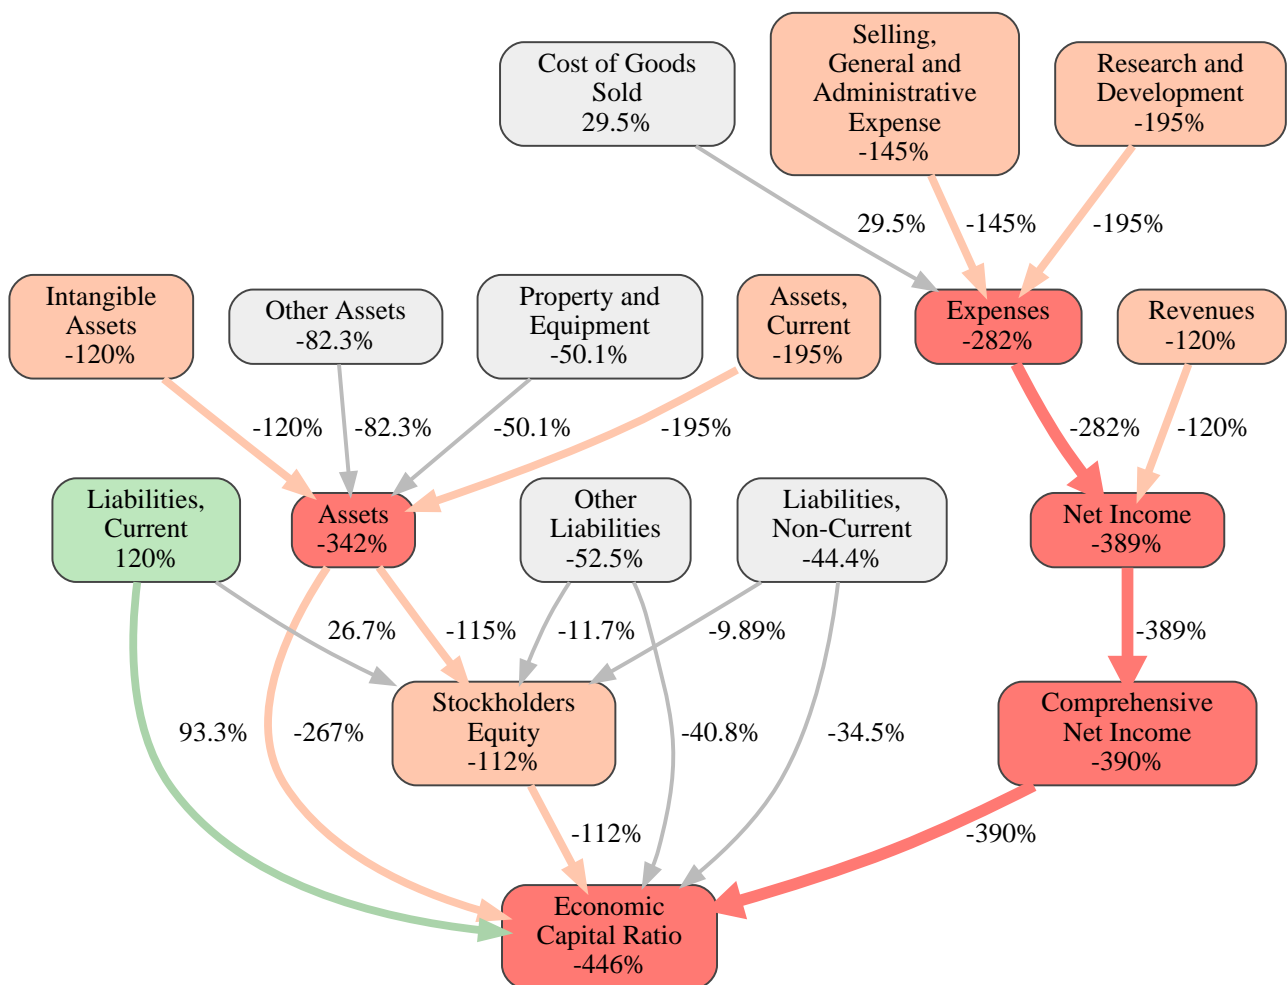 Cost of Goods
Sold
29.5%
Selling,
General and
Administrative
Expense
-145%
Research and
Development
-195%
29.5%
-145%
-195%
Intangible
Assets
-120%
Other Assets
-82.3%
Property and
Equipment
-50.1%
Assets,
Current
-195%
Expenses
-282%
Revenues
-120%
-120%
-82.3%
-50.1%
-195%
-282%
-120%
Liabilities,
Current
120%
Assets
-342%
Other
Liabilities
-52.5%
Liabilities,
Non-Current
-44.4%
Net Income
-389%
26.7%
-115%
-11.7%
-9.89%
-389%
Stockholders
Equity
-112%
Comprehensive
Net Income
-390%
93.3%
-267%
-40.8%
-34.5%
-112%
-390%
Economic
Capital Ratio
-446%